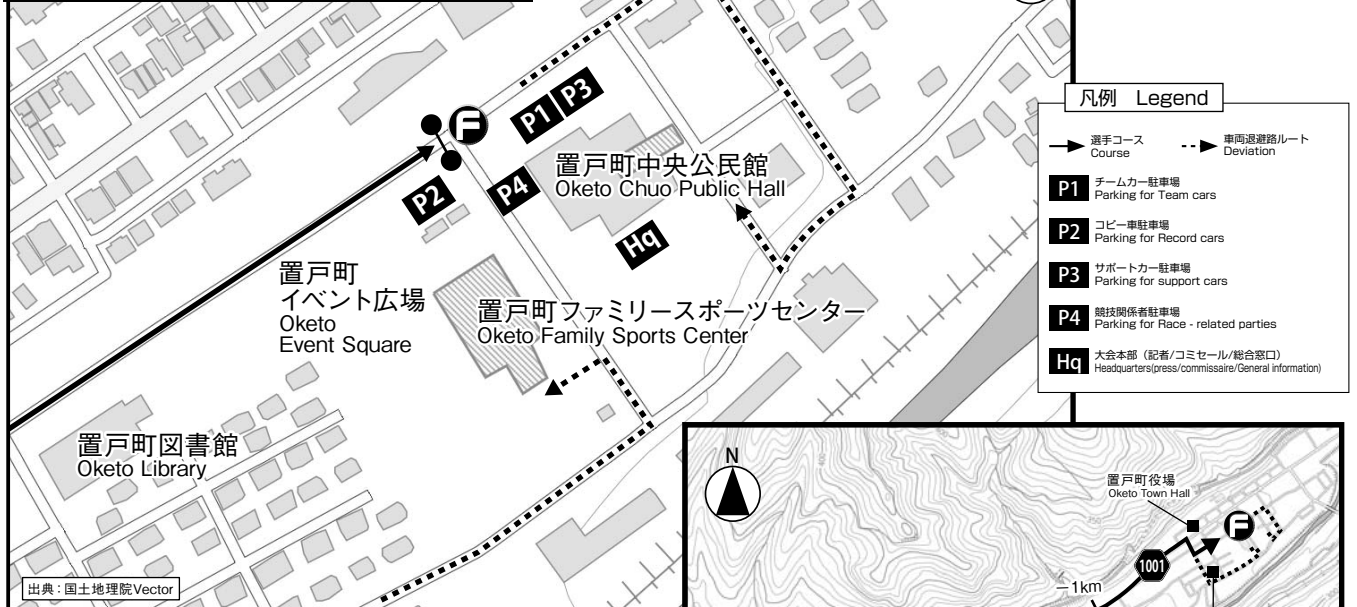 F
P1
P3
P2
P4
Hq
置戸町中央公民館
Oketo Chuo Public Hall
置戸町
イベント広場
Oketo
Event Square
置戸町ファミリースポーツセンター
Oketo Family Sports Center
置戸町図書館
Oketo Library
出典：国土地理院Vector
凡例 Legend
選手コース
Course
車両退避路ルート
Deviation
P1
チームカー駐車場
Parking for Team cars
P2
コピー車駐車場
Parking for Record cars
P3
サポートカー駐車場
Parking for support cars
P4
競技関係者駐車場
Parking for Race - related parties
Hq
大会本部（記者/コミセール/総合窓口）
Headquarters(press/commissaire/General information)
N
置戸町役場
Oketo Town Hall
F
1001
1km